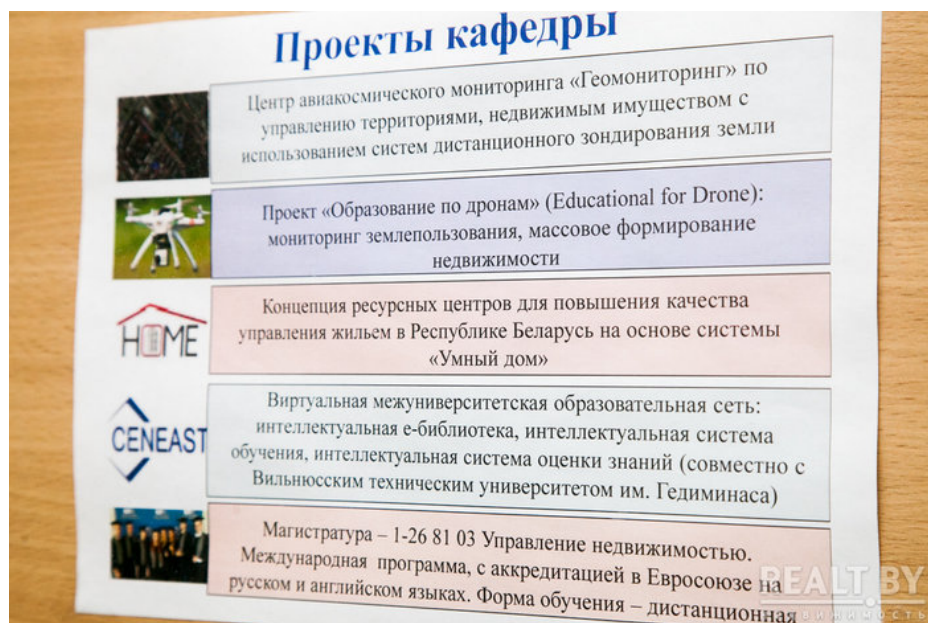 Проекты кафедры
Центр авиакосмического мониторинга «Геомониторинг» по
управлению территориями, недвижимым имуществом с
использованием систем дистанционного зондирования земли
Проект «Образование по дронам» (Educational for Drone):
мониторинг землепользования, массовое формирование
недвижимости
HOME
Концепция ресурсных центров для повышения качества
управления жильем в Республике Беларусь на основе системы
«Умный дом»
CENEAST
Виртуальная межуниверситетская образовательная сеть:
интеллектуальная е-библиотека, интеллектуальная система
обучения, интеллектуальная система оценки знаний (совместно с
Вильнюсским техническим университетом им. Гедиминаса)
Магистратура – 1-26 81 03 Управление недвижимостью.
Международная программа, с аккредитацией в Евросоюзе на
русском и английском языках. Форма обучения – дистанционная
REALT.BY
НЕДВИЖИМОСТЬ